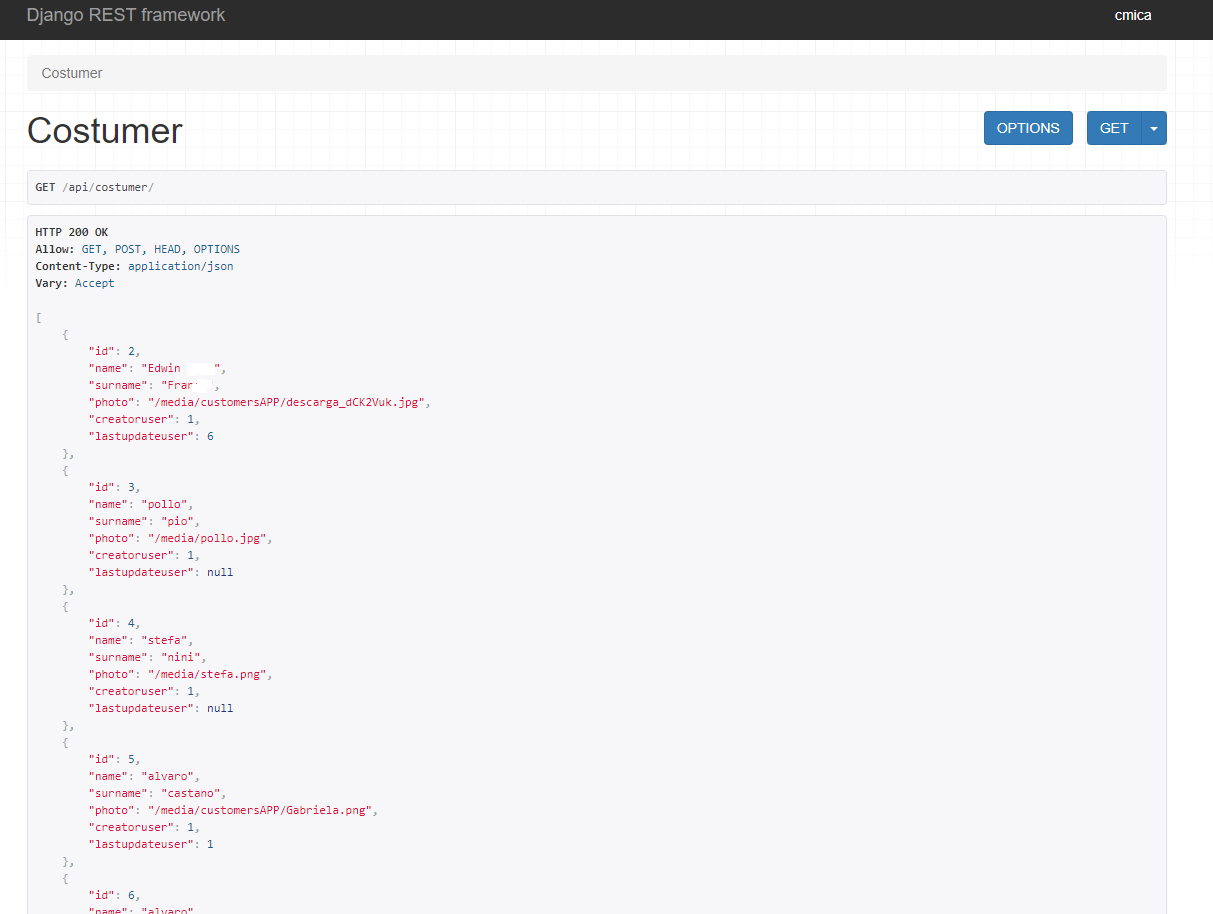 Django REST framework
cmica
Costumer
Costumer
OPTIONS
GET
GET /api/costumer/
HTTP 200 OK
Allow: GET, POST, HEAD, OPTIONS
Content-Type: application/json
Vary: Accept
[
{
"id": 2,
"name": "Edwin ",
"surname": "Fran ,
"photo": "/media/customersAPP/descarga_dCK2Vuk.jpg",
"creatoruser": 1,
"lastupdateuser": 6
},
{
"id": 3,
"name": "pollo",
"surname": "pio",
"photo": "/media/pollo.jpg",
"creatoruser": 1,
"lastupdateuser": null
},
{
"id": 4,
"name": "stefa",
"surname": "nini",
"photo": "/media/stefa.png",
"creatoruser": 1,
"lastupdateuser": null
},
{
"id": 5,
"name": "alvaro",
"surname": "castano",
"photo": "/media/customersAPP/Gabriela.png",
"creatoruser": 1,
"lastupdateuser": 1
},
{
"id": 6,
"name": "alvaro"